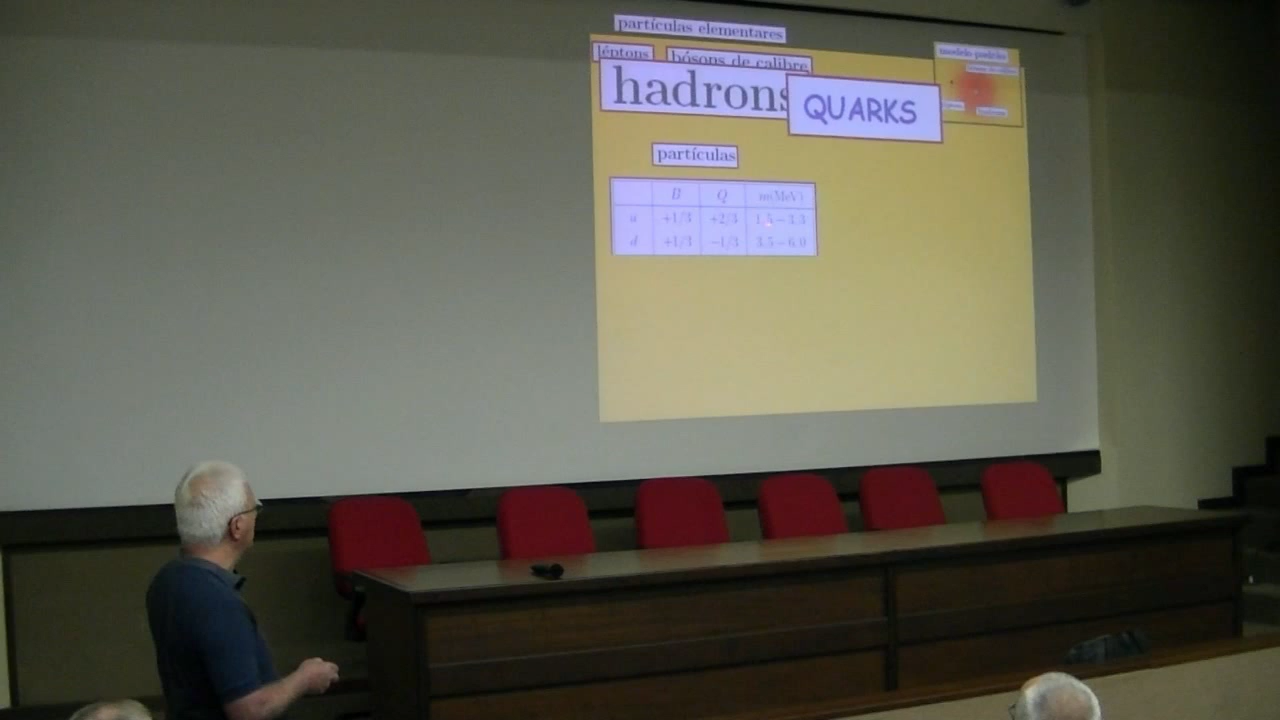 partículas elementares
léptons
bósons de calibre
modelo padrão
hadrons
QUARKS
partículas
B Q m(MeV)
u +1/3 +2/3 1.5 – 3.3
d +1/3 −1/3 3.5 – 6.0